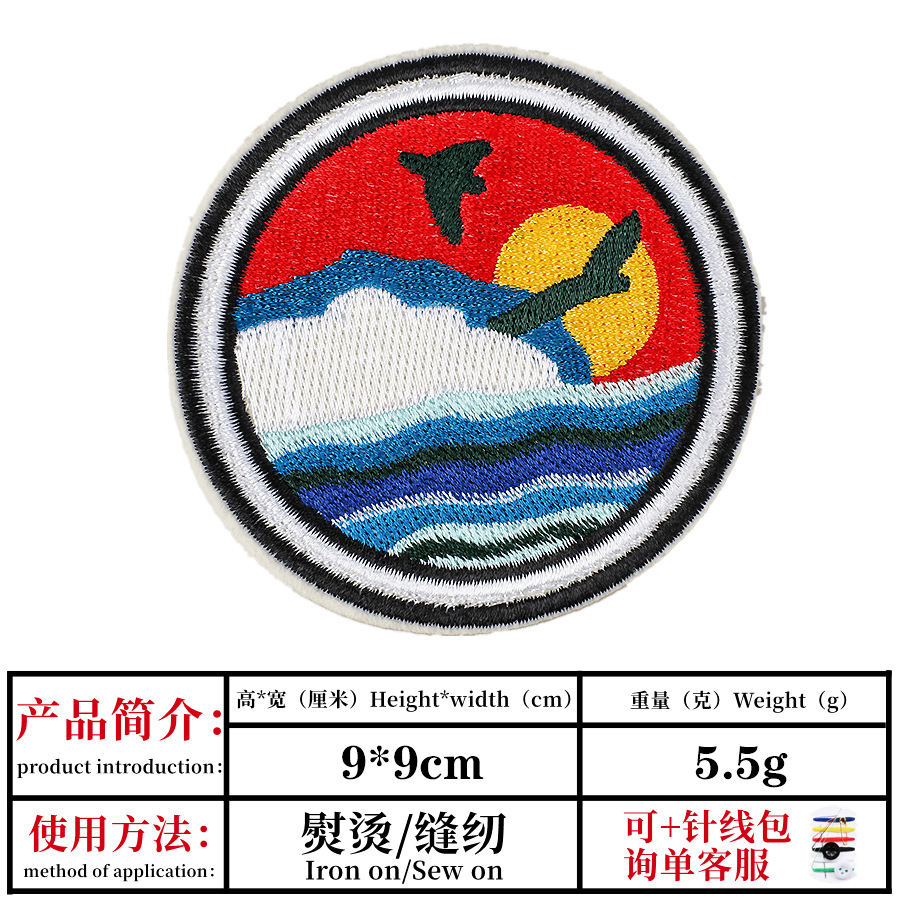 产品简介：
product introduction：
高*宽（厘米）Height*width（cm）
重量（克）Weight（g）
9*9cm
5.5g
使用方法：
method of application：
熨烫/缝纫
Iron on/Sew on
可+针线包
询单客服